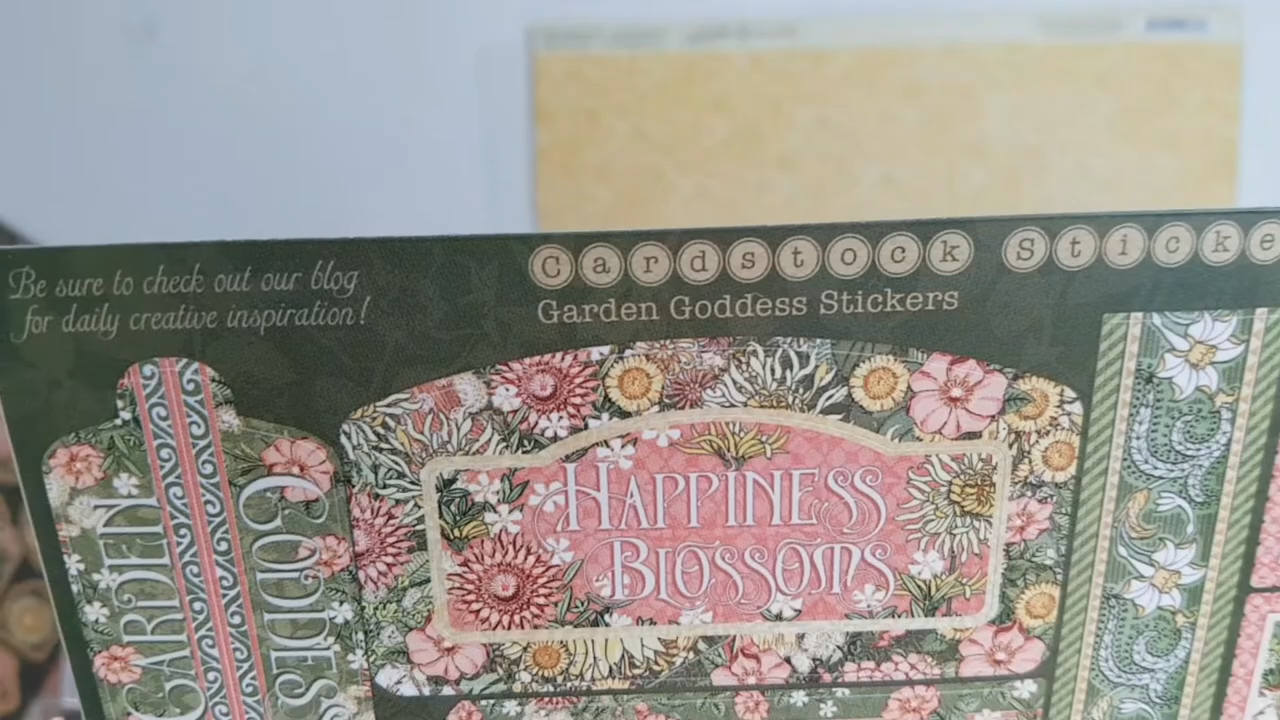 Be sure to check out our blog
for daily creative inspiration!
Cardstock Sticke
Garden Goddess Stickers
HAPPINESS
BLOSSOMS
GARDEN
GODDESS